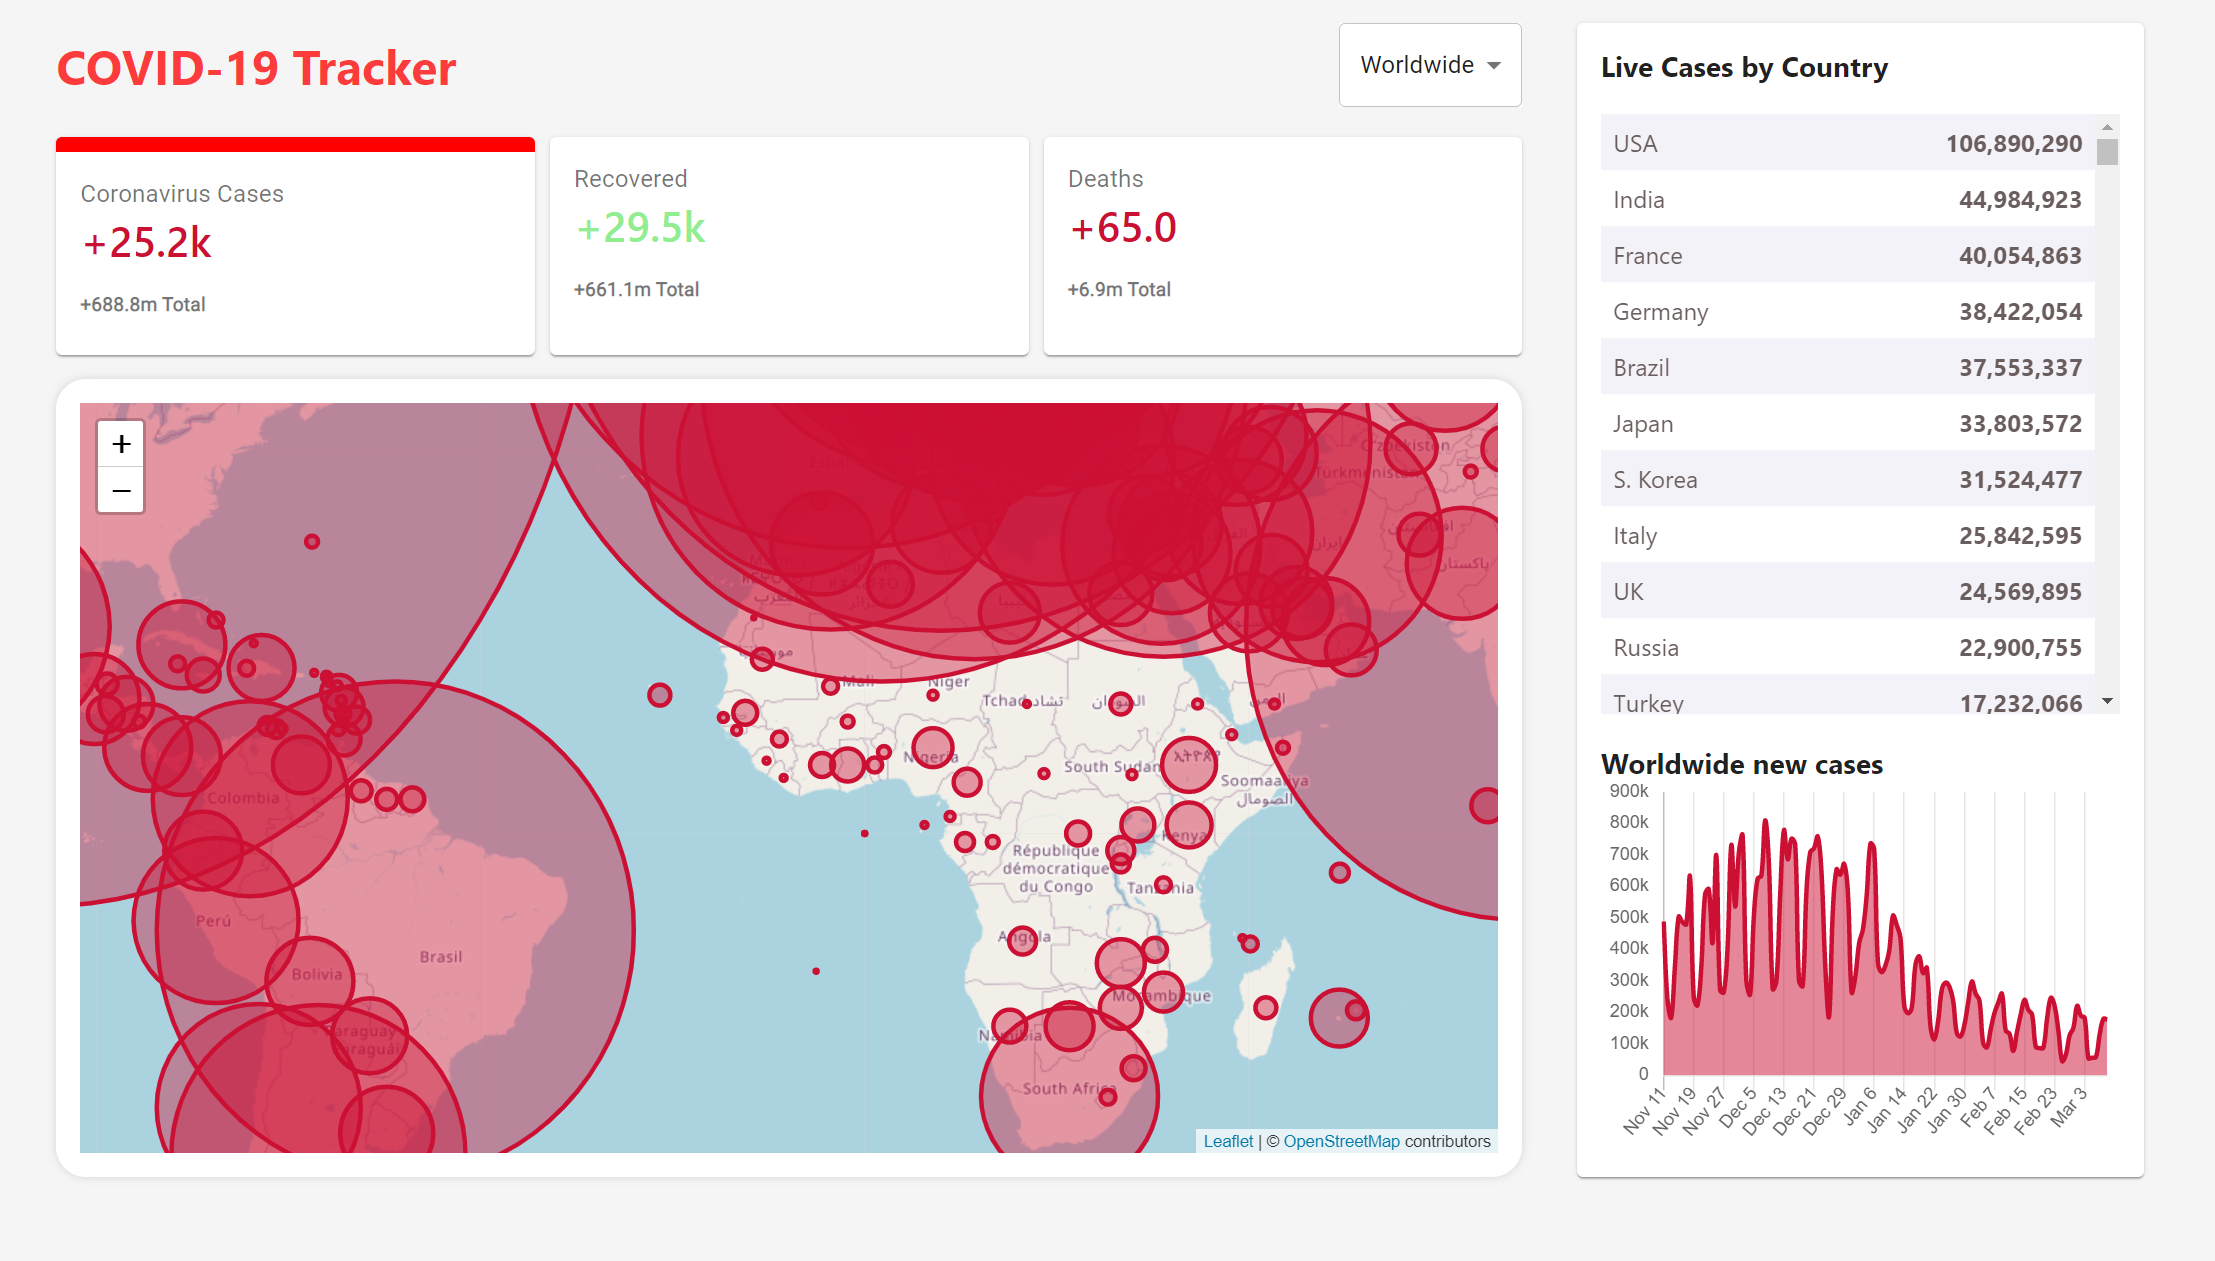 COVID-19 Tracker
Worldwide
Coronavirus Cases
+25.2k
+688.8m Total
Recovered
+29.5k
+661.1m Total
Deaths
+65.0
+6.9m Total
+
−
O'zbekiston
Türkmenistan
ایران
Mali
Niger
Tchad تشاد
السودان
اليمن
Nigeria
South Sudan
Soomaaliya
الصومال
Kenya
République
démocratique
du Congo
Tanzania
Angola
Mozambique
Namibia
South Africa
Colombia
Perú
Brasil
Bolivia
Paraguay
Leaflet | © OpenStreetMap contributors
Live Cases by Country
USA 106,890,290
India 44,984,923
France 40,054,863
Germany 38,422,054
Brazil 37,553,337
Japan 33,803,572
S. Korea 31,524,477
Italy 25,842,595
UK 24,569,895
Russia 22,900,755
Turkey 17,232,066
Worldwide new cases
900k
800k
700k
600k
500k
400k
300k
200k
100k
0
Nov 11
Nov 19
Nov 27
Dec 5
Dec 13
Dec 21
Dec 29
Jan 6
Jan 14
Jan 22
Jan 30
Feb 7
Feb 15
Feb 23
Mar 3